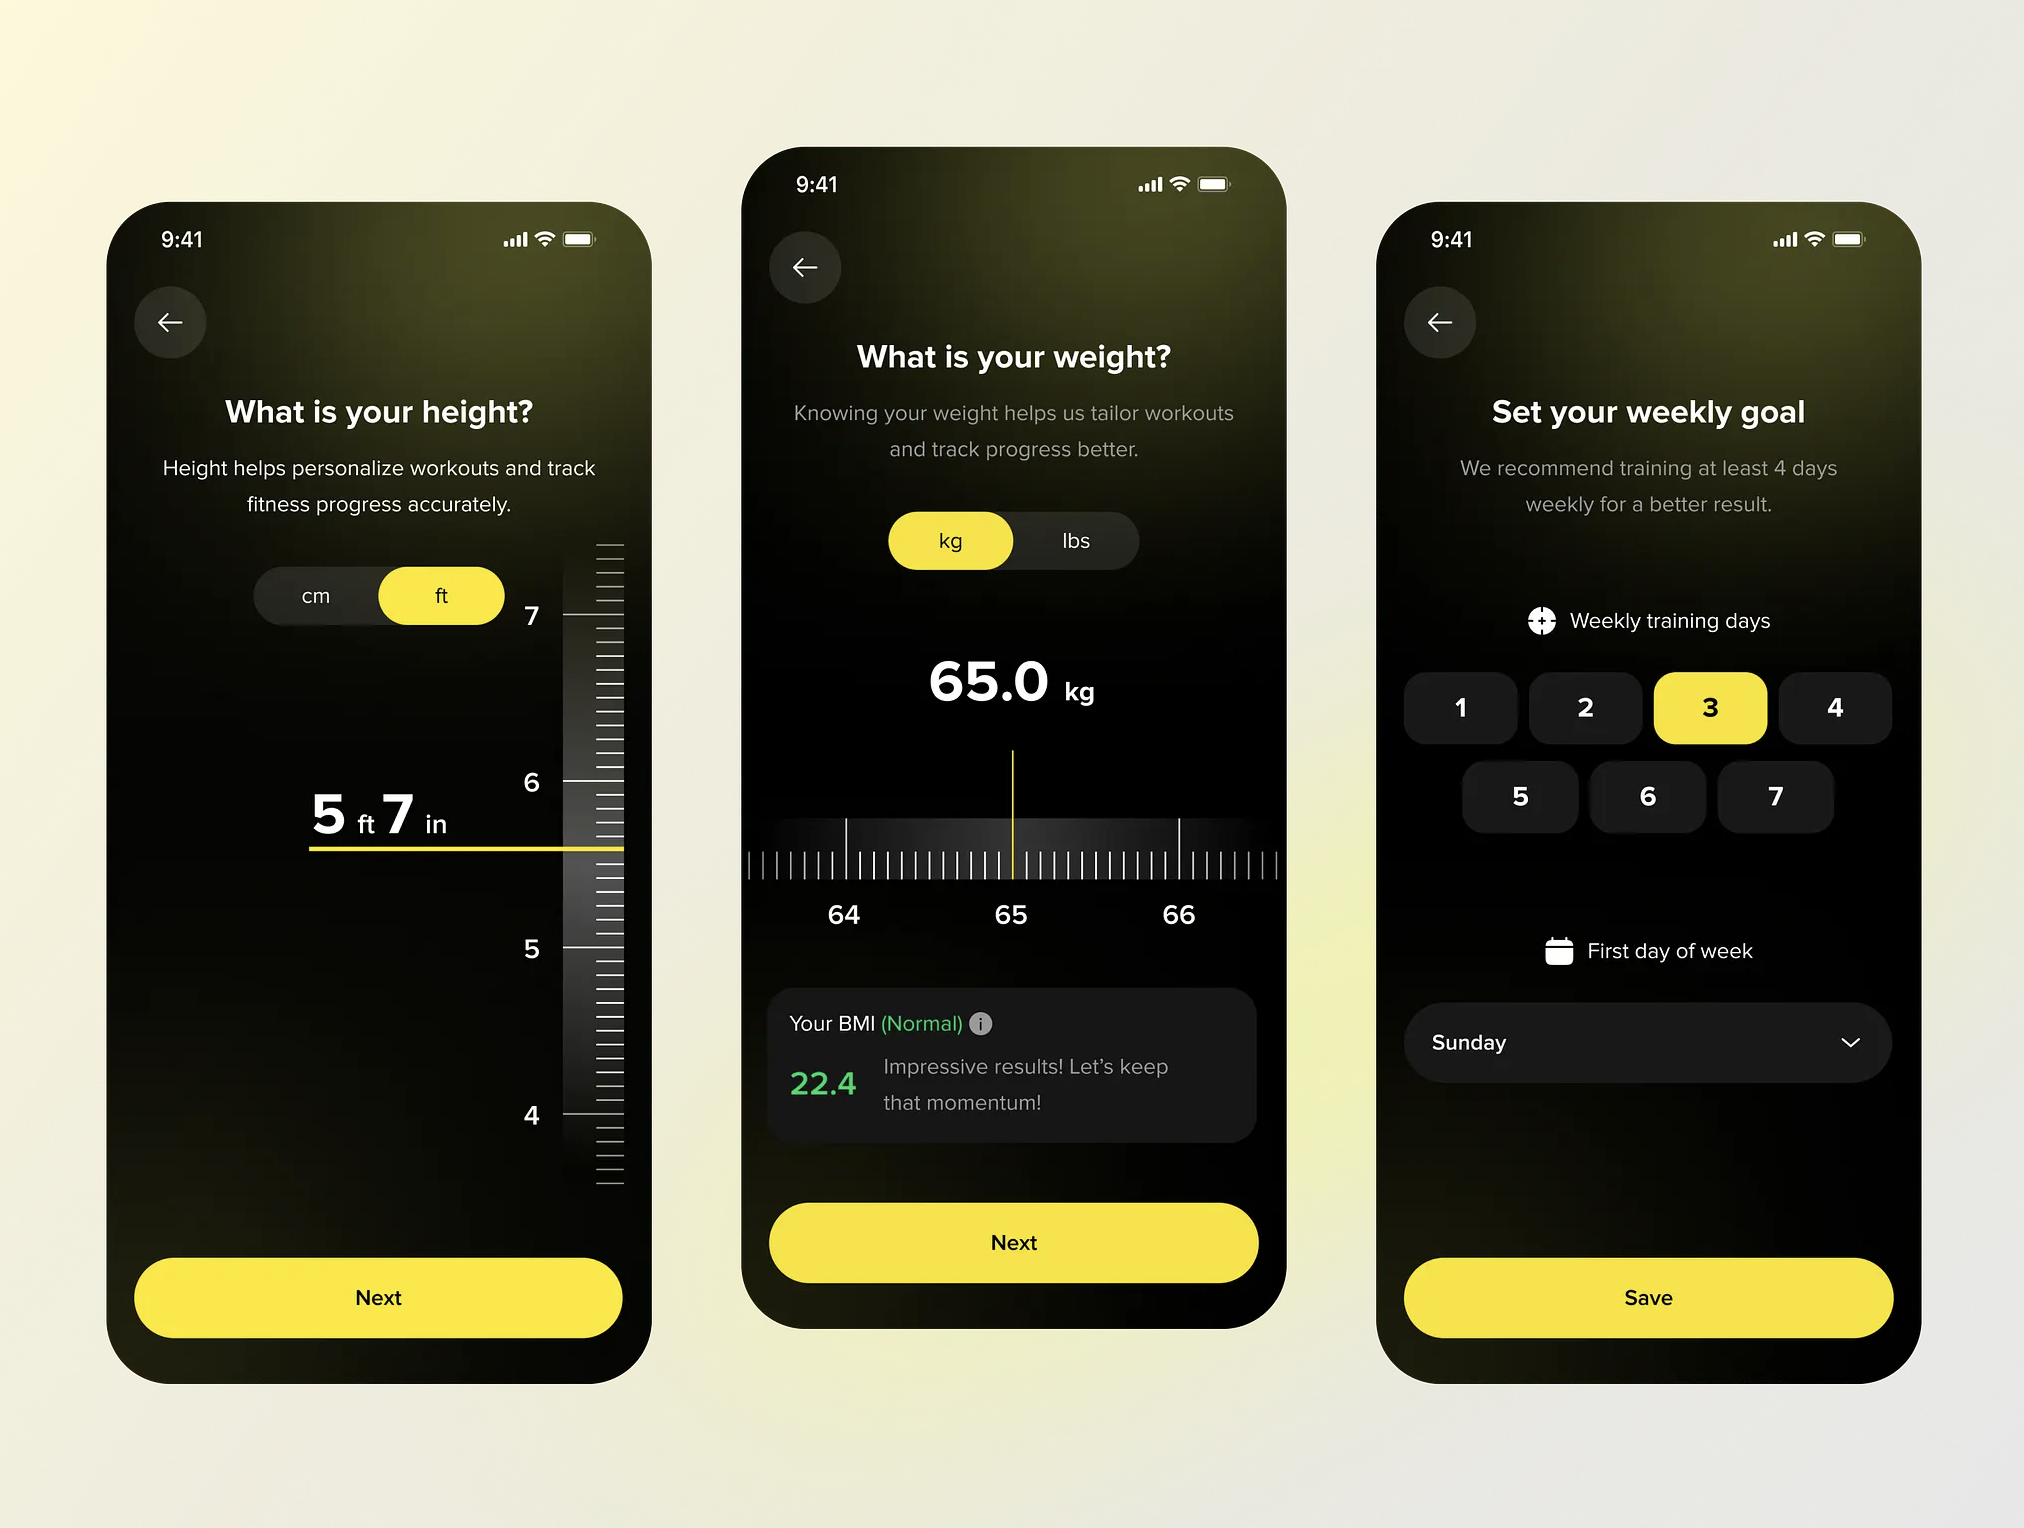 9:41
What is your height?
Height helps personalize workouts and track
fitness progress accurately.
cm ft
7
6
5 ft 7 in
5
4
Next
9:41
What is your weight?
Knowing your weight helps us tailor workouts
and track progress better.
kg lbs
65.0 kg
64 65 66
Your BMI (Normal) i
22.4
Impressive results! Let’s keep
that momentum!
Next
9:41
Set your weekly goal
We recommend training at least 4 days
weekly for a better result.
Weekly training days
1 2 3 4
5 6 7
First day of week
Sunday
Save